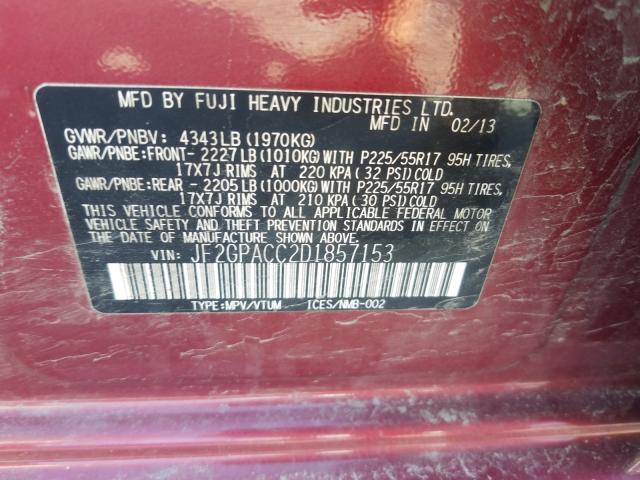 MFD BY FUJI HEAVY INDUSTRIES LTD.
MFD IN 02/13
GVWR/PNBV: 4343LB(1970KG)
GAWR/PNBE:FRONT- 2227LB(1010KG)WITH P225/55R17 95H TIRES,
17X7J RIMS AT 220 KPA(32 PSI)COLD
GAWR/PNBE:REAR - 2205LB(1000KG)WITH P225/55R17 95H TIRES,
17X7J RIMS AT 210 KPA(30 PSI)COLD
THIS VEHICLE CONFORMS TO ALL APPLICABLE FEDERAL MOTOR
VEHICLE SAFETY AND THEFT PREVENTION STANDARDS IN EFFECT ON
THE DATE OF MANUFACTURE SHOWN ABOVE.
VIN: JF2GPACC2D1857153
TYPE:MPV/VTUM ICES/NMB-002